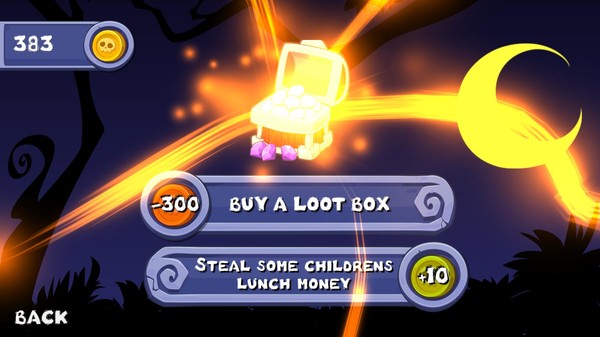 383
-300 BUY A LOOT BOX
STEAL SOME CHILDRENS
LUNCH MONEY
+10
BACK